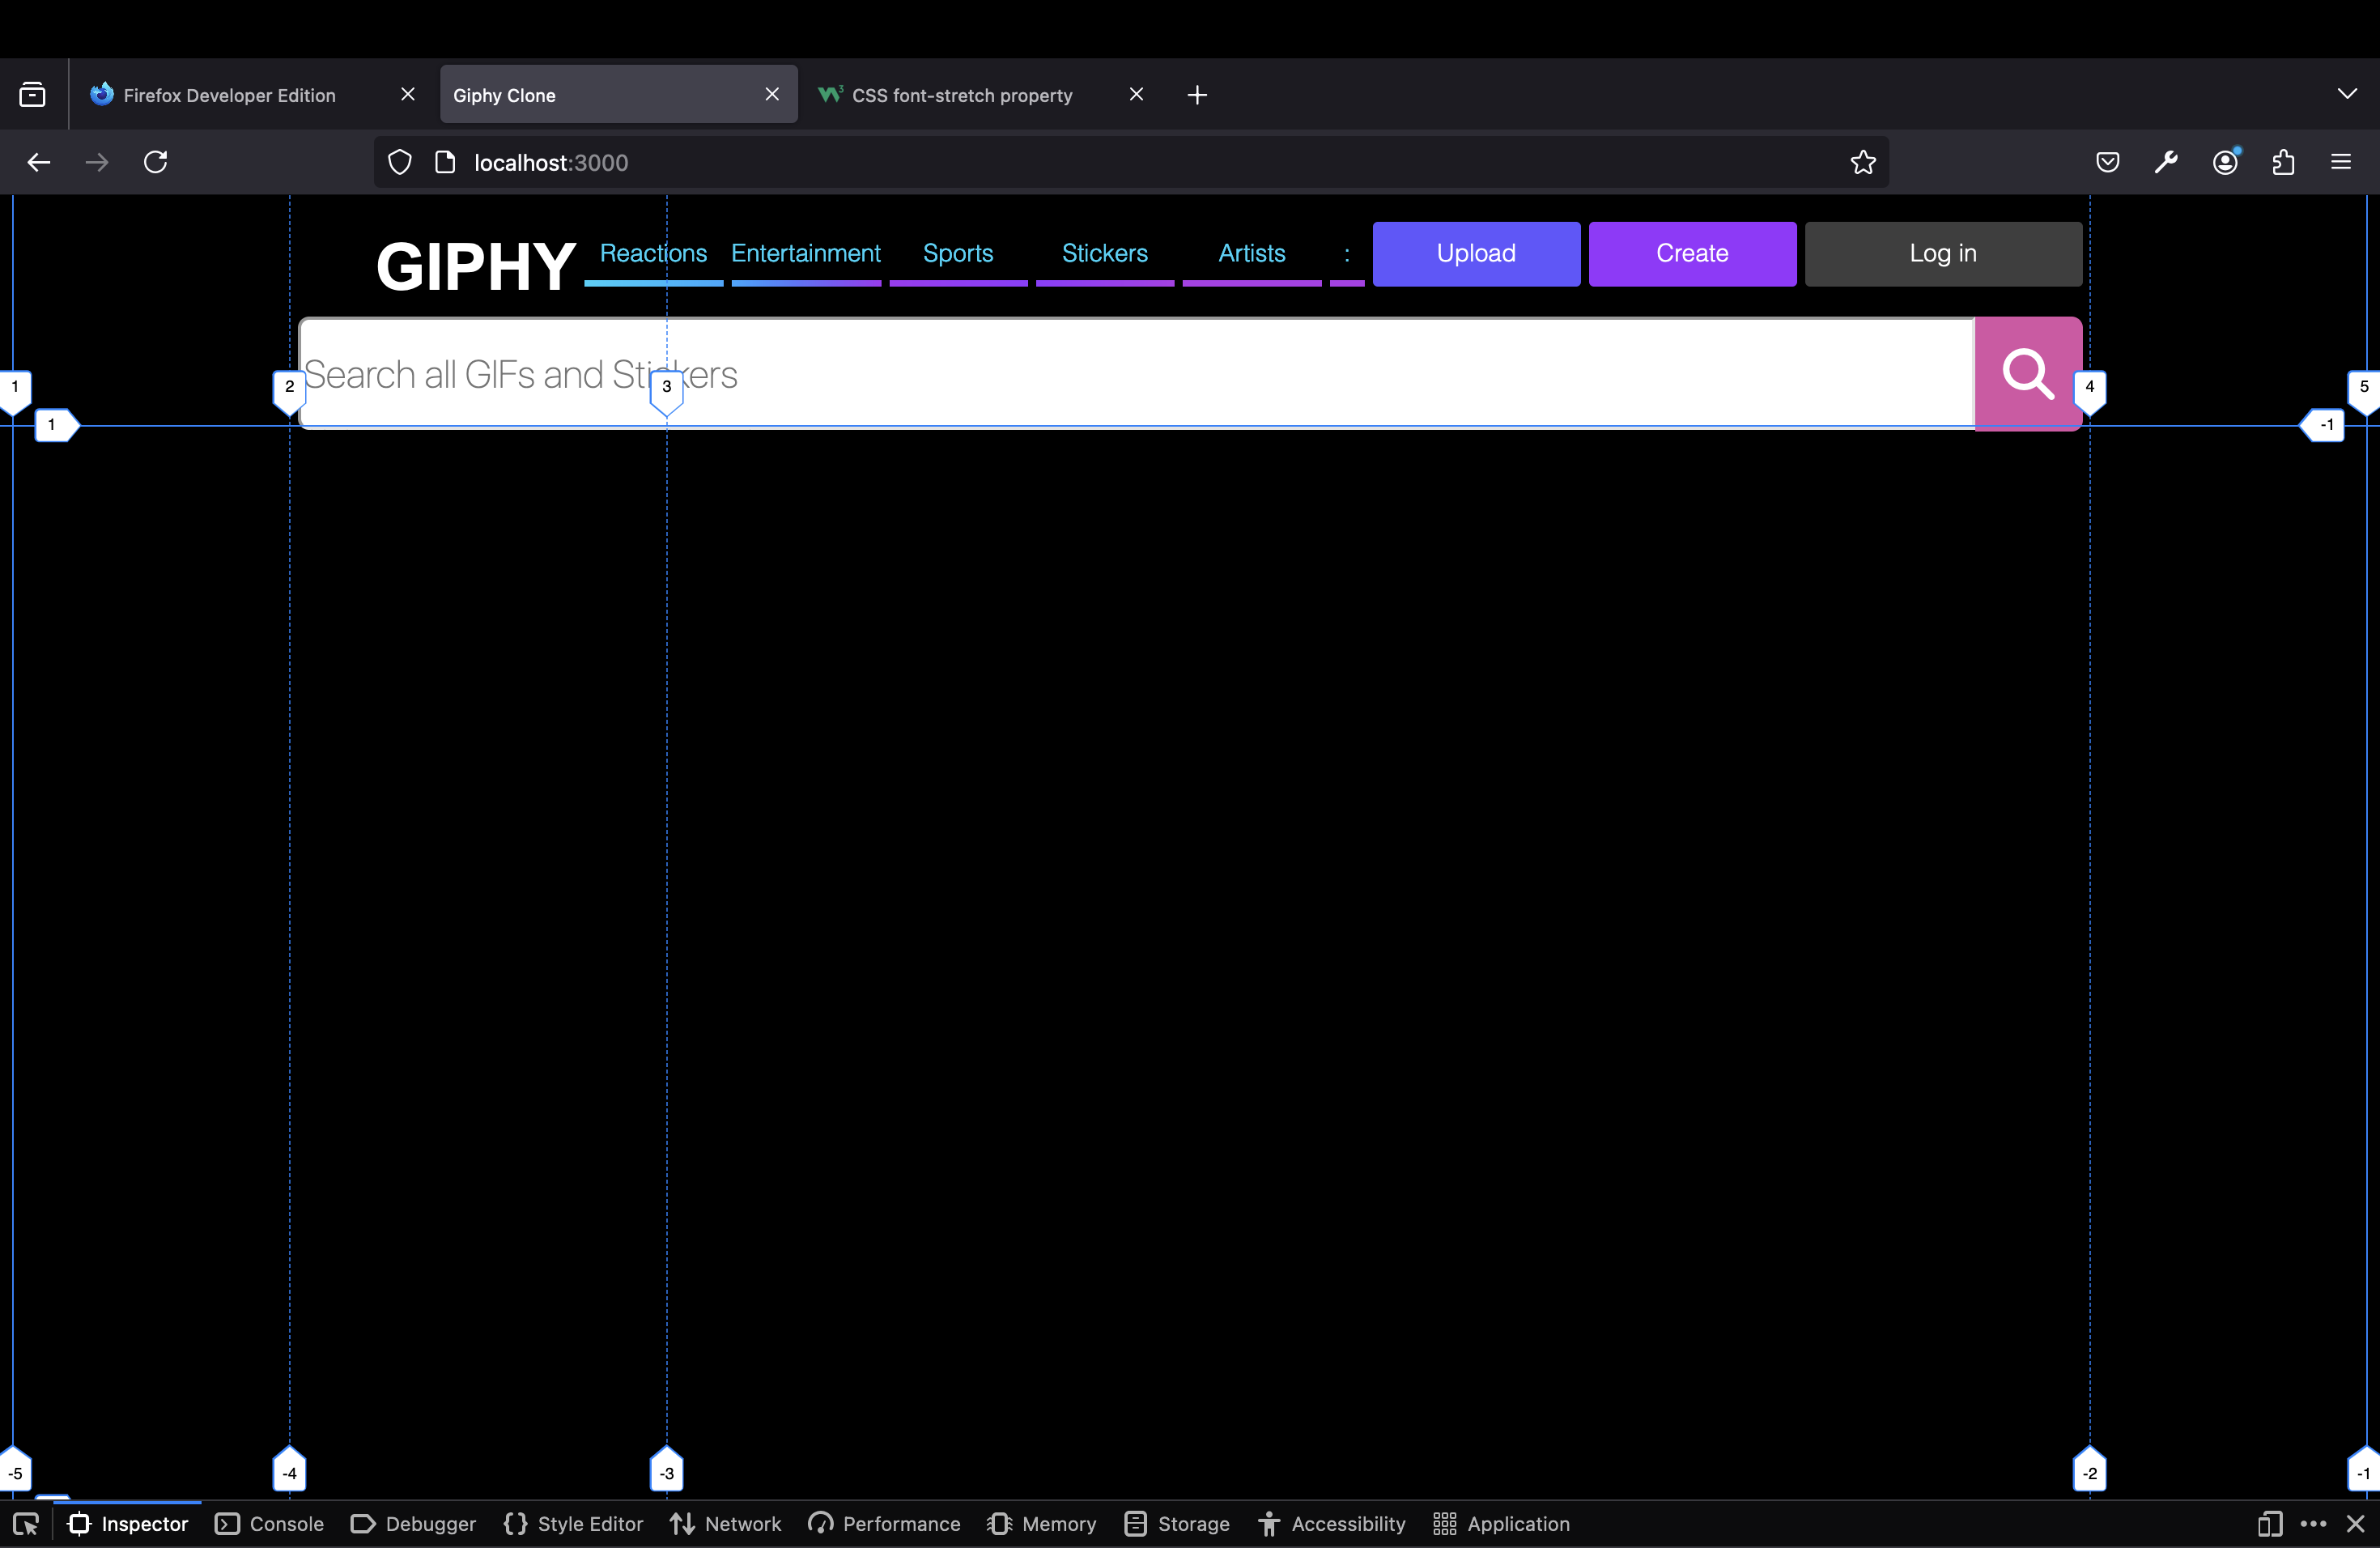 Firefox Developer Edition
Giphy Clone
CSS font-stretch property
localhost:3000
GIPHY Reactions Entertainment Sports Stickers Artists : Upload Create Log in
Search all GIFs and Stickers
1 2 3 4 5
1 -1
-5 -4 -3 -2 -1
Inspector Console Debugger Style Editor Network Performance Memory Storage Accessibility Application